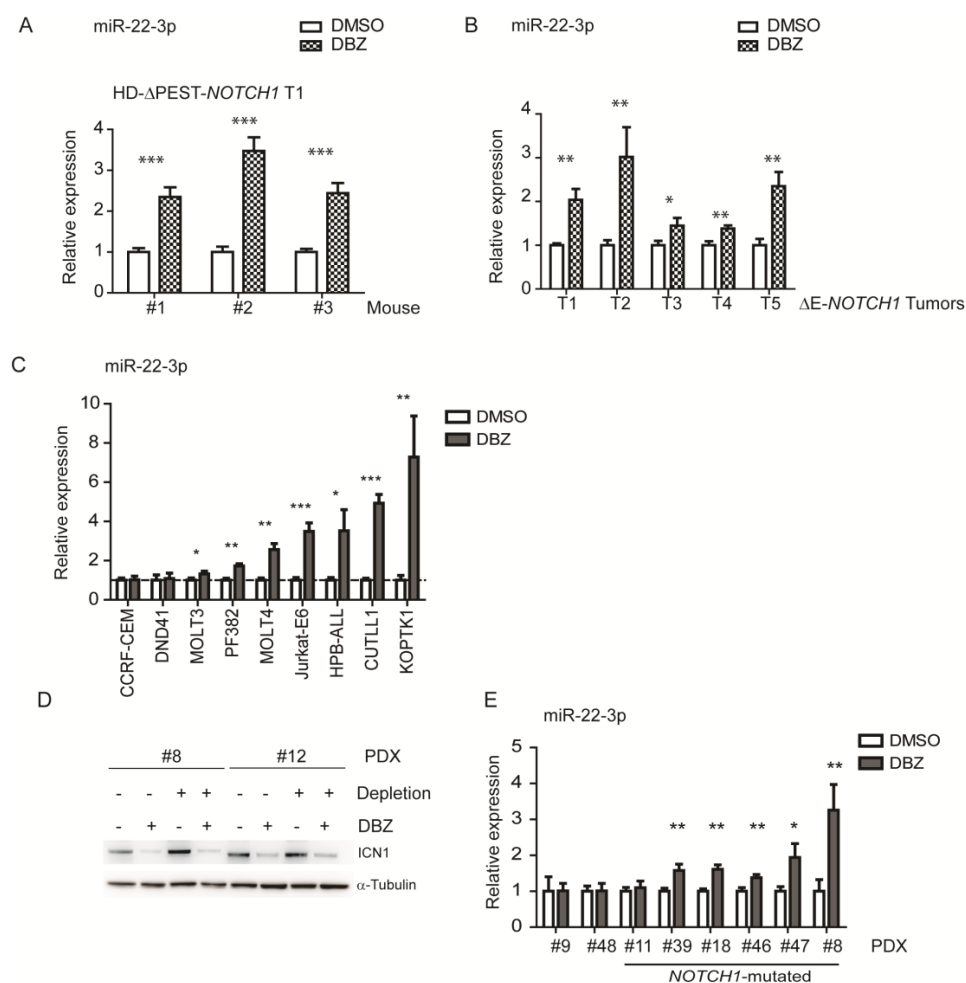 A
miR-22-3p
DMSO
DBZ
HD-ΔPEST-NOTCH1 T1
***
***
***
Relative expression
4
3
2
1
0
#1 #2 #3 Mouse
B
miR-22-3p
DMSO
DBZ
**
**
*
**
**
Relative expression
4
3
2
1
0
T1 T2 T3 T4 T5 ΔE-NOTCH1 Tumors
C
miR-22-3p
DMSO
DBZ
* ** ** *** * *** **
Relative expression
10
8
6
4
2
0
CCRF-CEM
DND41
MOLT3
PF382
MOLT4
Jurkat-E6
HPB-ALL
CUTLL1
KOPTK1
D
#8 #12 PDX
- - + + - - + + Depletion
- + - + - + - + DBZ
ICN1
α-Tubulin
E
miR-22-3p
DMSO
DBZ
** ** ** * **
Relative expression
5
4
3
2
1
0
#9 #48 #11 #39 #18 #46 #47 #8 PDX
NOTCH1-mutated